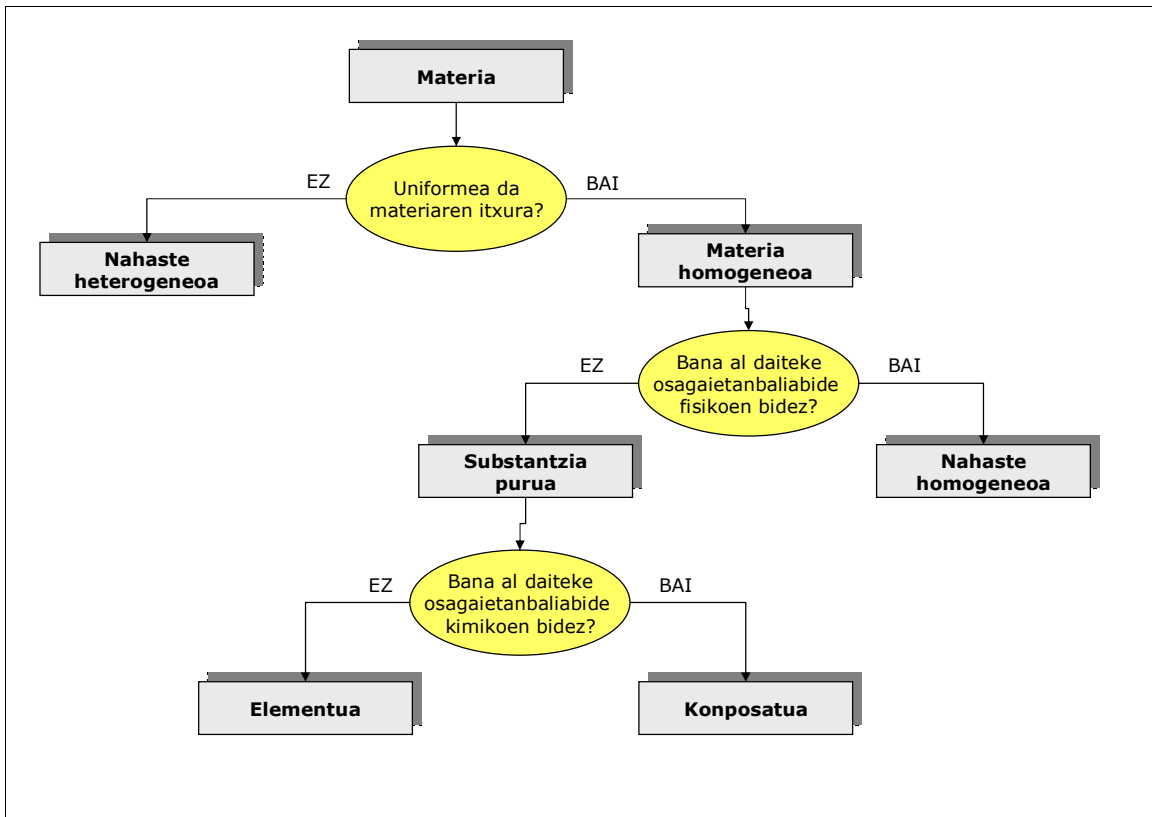 Materia
EZ
Uniformea da
materiaren itxura?
BAI
Nahaste
heterogeneoa
Materia
homogeneoa
EZ
Bana al daiteke
osagaietanbaliabide
fisikoen bidez?
BAI
Substantzia
purua
Nahaste
homogeneoa
EZ
Bana al daiteke
osagaietanbaliabide
kimikoen bidez?
BAI
Elementua
Konposatua